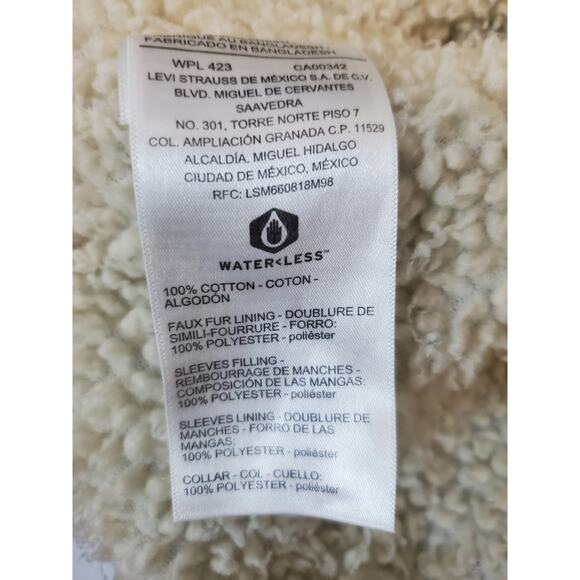 FABRIQUÉ AU BANGLADESH -
FABRICADO EN BANGLADESH
WPL 423 CA00342
LEVI STRAUSS DE MÉXICO S.A. DE C.V.
BLVD. MIGUEL DE CERVANTES
SAAVEDRA
NO. 301, TORRE NORTE PISO 7
COL. AMPLIACIÓN GRANADA C.P. 11529
ALCALDÍA. MIGUEL HIDALGO
CIUDAD DE MÉXICO, MÉXICO
RFC: LSM660818M98
WATER<LESS™
100% COTTON - COTON -
ALGODÓN
FAUX FUR LINING - DOUBLURE DE
SIMILI-FOURRURE - FORRO:
100% POLYESTER - poliéster
SLEEVES FILLING -
REMBOURRAGE DE MANCHES -
COMPOSICIÓN DE LAS MANGAS:
100% POLYESTER - poliéster
SLEEVES LINING - DOUBLURE DE
MANCHES - FORRO DE LAS
MANGAS:
100% POLYESTER - poliéster
COLLAR - COL - CUELLO:
100% POLYESTER - poliéster